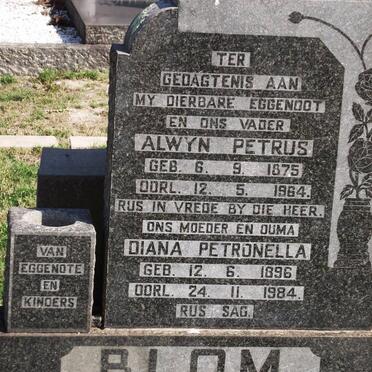 TER
GEDAGTENIS AAN
MY DIERBARE EGGENOOT
EN ONS VADER
ALWYN PETRUS
GEB. 6. 9. 1875
OORL. 12. 5. 1964.
RUS IN VREDE BY DIE HEER.
ONS MOEDER EN OUMA
DIANA PETRONELLA
GEB. 12. 6. 1896
OORL. 24. 11. 1984.
RUS SAG.
VAN
EGGENOTE
EN
KINDERS
BLOM